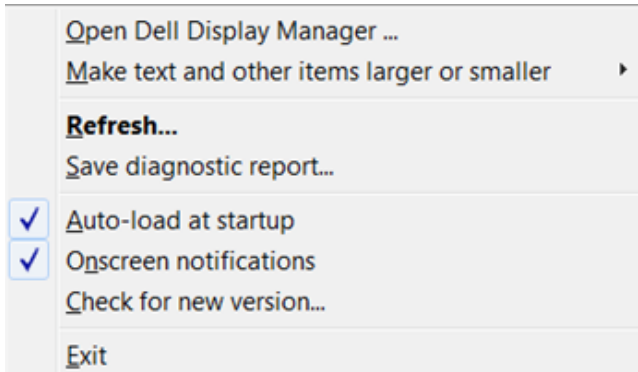 Open Dell Display Manager ...
Make text and other items larger or smaller
Refresh...
Save diagnostic report...
Auto-load at startup
Onscreen notifications
Check for new version...
Exit